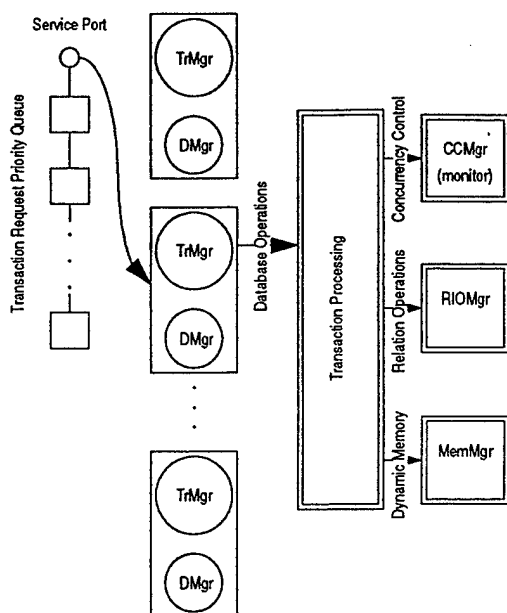 Service Port
Transaction Request Priority Queue
TrMgr
DMgr
TrMgr
DMgr
TrMgr
DMgr
Database Operations
Transaction Processing
Concurrency Control
CCMgr
(monitor)
Relation Operations
RIOMgr
Dynamic Memory
MemMgr